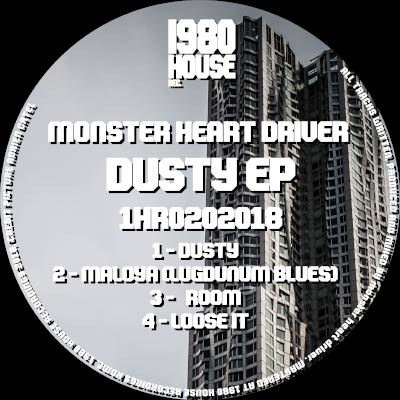 1980
HOUSE
REC
MONSTER HEART DRIVER
DUSTY EP
1HR0202018
1 - DUSTY
2 - MALOYA (LUGDUNUM BLUES)
3 - ROOM
4 - LOOSE IT
ALL TRACKS WRITTEN, PRODUCED AND MIXED BY monster heart driver, MASTERED AT 1980 HOUSE RECORDINGS